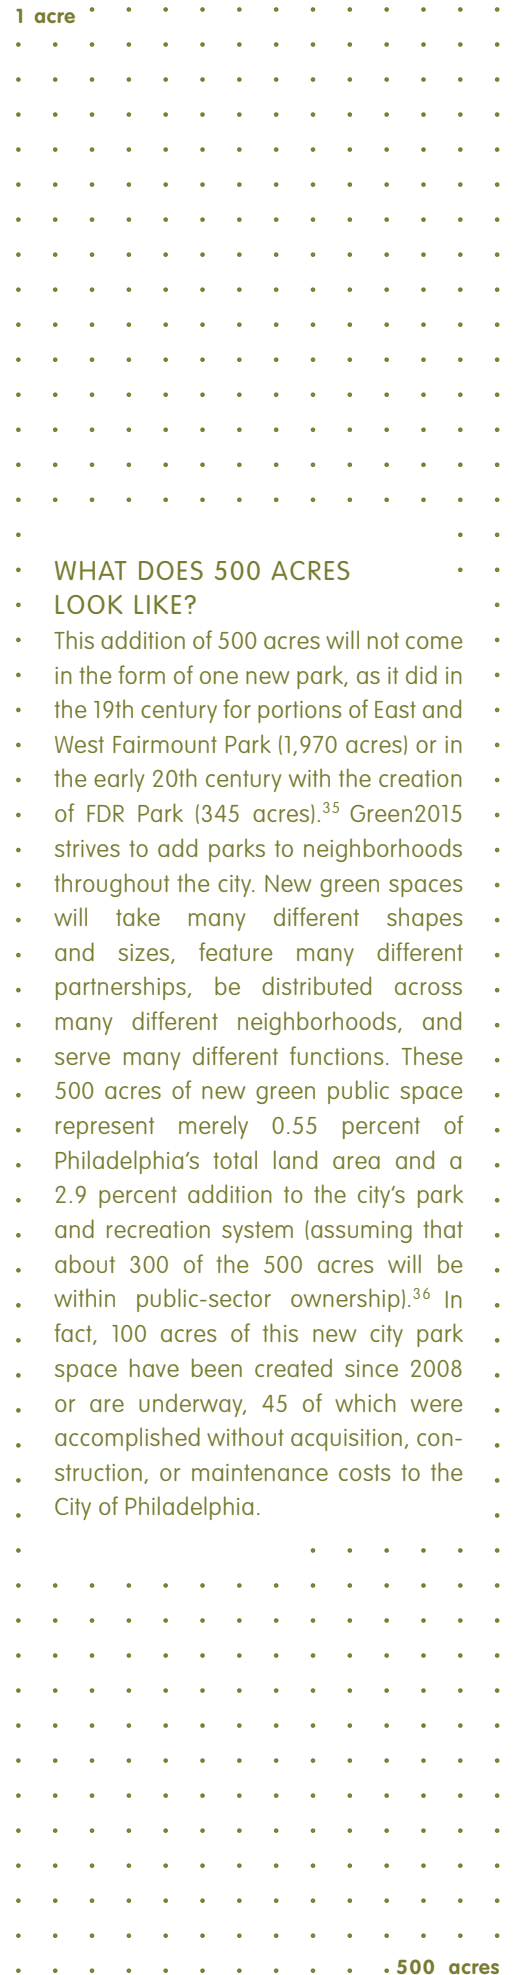 1 acre
WHAT DOES 500 ACRES
LOOK LIKE?
This addition of 500 acres will not come
in the form of one new park, as it did in
the 19th century for portions of East and
West Fairmount Park (1,970 acres) or in
the early 20th century with the creation
of FDR Park (345 acres).³⁵ Green2015
strives to add parks to neighborhoods
throughout the city. New green spaces
will take many different shapes
and sizes, feature many different
partnerships, be distributed across
many different neighborhoods, and
serve many different functions. These
500 acres of new green public space
represent merely 0.55 percent of
Philadelphia’s total land area and a
2.9 percent addition to the city’s park
and recreation system (assuming that
about 300 of the 500 acres will be
within public-sector ownership).³⁶ In
fact, 100 acres of this new city park
space have been created since 2008
or are underway, 45 of which were
accomplished without acquisition, con-
struction, or maintenance costs to the
City of Philadelphia.
500 acres